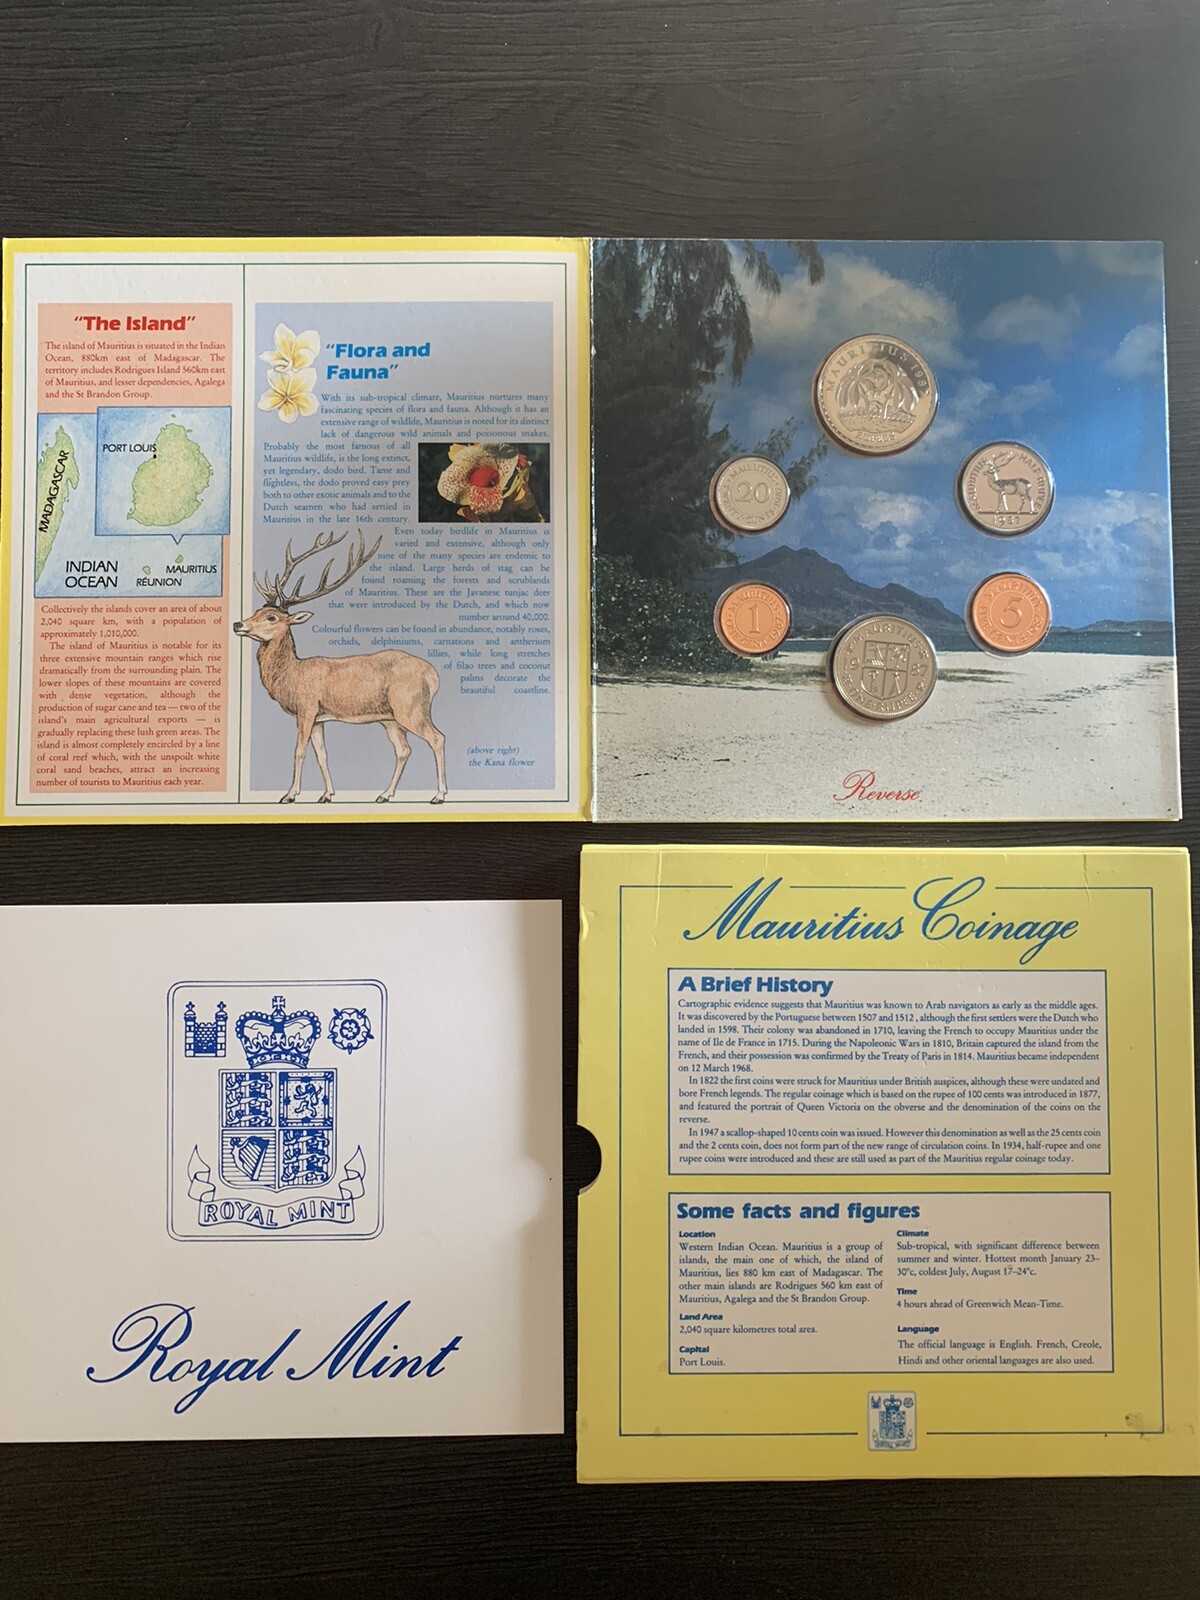 "The Island"
The island of Mauritius is situated in the Indian
Ocean, 880km east of Madagascar. The
territory includes Rodrigues Island 560km east
of Mauritius, and lesser dependencies, Agalega
and the St Brandon Group.
PORT LOUIS
MADAGASCAR
INDIAN
OCEAN
MAURITIUS
RÉUNION
Collectively the islands cover an area of about
2,040 square km, with a population of
approximately 1,010,000.
The island of Mauritius is notable for its
three extensive mountain ranges which rise
dramatically from the surrounding plain. The
lower slopes of these mountains are covered
with dense vegetation, although the
production of sugar cane and tea — two of the
island's main agricultural exports — is
gradually replacing these lush green areas. The
island is almost completely encircled by a line
of coral reef which, with the unspoilt white
coral sand beaches, attract an increasing
number of tourists to Mauritius each year.
"Flora and
Fauna"
With its sub-tropical climate, Mauritius nurtures many
fascinating species of flora and fauna. Although it has an
extensive range of wildlife, Mauritius is noted for its distinct
lack of dangerous wild animals and poisonous snakes.
Probably the most famous of all
Mauritius wildlife, is the long extinct,
yet legendary, dodo bird. Tame and
flightless, the dodo proved easy prey
both to other exotic animals and to the
Dutch seamen who had settled in
Mauritius in the late 16th century.
Even today birdlife in Mauritius is
varied and extensive, although only
nine of the many species are endemic to
the island. Large herds of stag can be
found roaming the forests and scrublands
of Mauritius. These are the Javanese tunjac deer
that were introduced by the Dutch, and which now
number around 40,000.
Colourful flowers can be found in abundance, notably roses,
orchids, delphiniums, carnations and antherium
lillies, while long stretches
of filao trees and coconut
palms decorate the
beautiful coastline.
(above right)
the Kana flower
MAURITIUS 1987
RUPEES
MAURITIUS
20
MAURITIUS HALF RUPEE
1987
MAURITIUS
1
MAURITIUS
5
MAURITIUS
ONE RUPEE
Reverse
ROYAL MINT
Royal Mint
Mauritius Coinage
A Brief History
Cartographic evidence suggests that Mauritius was known to Arab navigators as early as the middle ages.
It was discovered by the Portuguese between 1507 and 1512, although the first settlers were the Dutch who
landed in 1598. Their colony was abandoned in 1710, leaving the French to occupy Mauritius under the
name of Ile de France in 1715. During the Napoleonic Wars in 1810, Britain captured the island from the
French, and their possession was confirmed by the Treaty of Paris in 1814. Mauritius became independent
on 12 March 1968.
In 1822 the first coins were struck for Mauritius under British auspices, although these were undated and
bore French legends. The regular coinage which is based on the rupee of 100 cents was introduced in 1877,
and featured the portrait of Queen Victoria on the obverse and the denomination of the coins on the
reverse.
In 1947 a scallop-shaped 10 cents coin was issued. However this denomination as well as the 25 cents coin
and the 2 cents coin, does not form part of the new range of circulation coins. In 1934, half-rupee and one
rupee coins were introduced and these are still used as part of the Mauritius regular coinage today.
Some facts and figures
Location
Western Indian Ocean. Mauritius is a group of
islands, the main one of which, the island of
Mauritius, lies 880 km east of Madagascar. The
other main islands are Rodrigues 560 km east of
Mauritius, Agalega and the St Brandon Group.
Land Area
2,040 square kilometres total area.
Capital
Port Louis.
Climate
Sub-tropical, with significant difference between
summer and winter. Hottest month January 23–
30°c, coldest July, August 17–24°c.
Time
4 hours ahead of Greenwich Mean-Time.
Language
The official language is English. French, Creole,
Hindi and other oriental languages are also used.